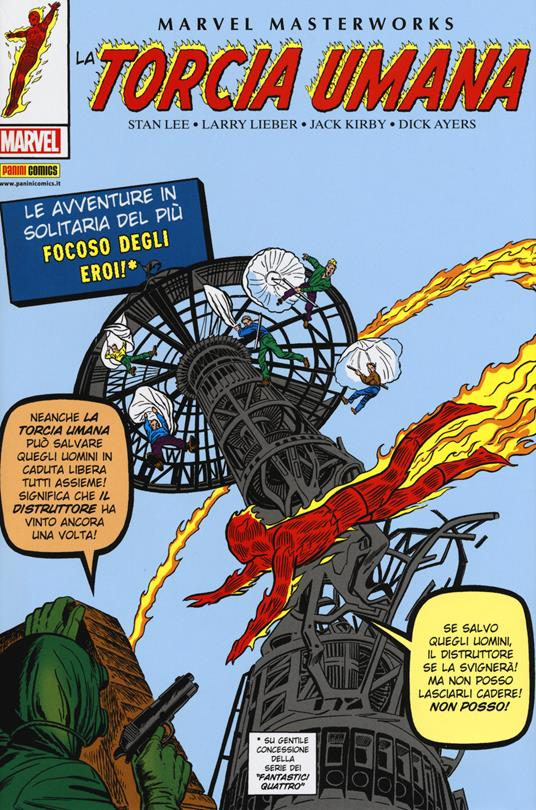 MARVEL MASTERWORKS
LA
TORCIA UMANA
STAN LEE • LARRY LIEBER • JACK KIRBY • DICK AYERS
MARVEL
PANINI COMICS
www.paninicomics.it
LE AVVENTURE IN
SOLITARIA DEL PIÙ
FOCOSO DEGLI
EROI!*
NEANCHE LA
TORCIA UMANA
PUÒ SALVARE
QUEGLI UOMINI IN
CADUTA LIBERA
TUTTI ASSIEME!
SIGNIFICA CHE IL
DISTRUTTORE HA
VINTO ANCORA
UNA VOLTA!
SE SALVO
QUEGLI UOMINI,
IL DISTRUTTORE
SE LA SVIGNERÀ!
MA NON POSSO
LASCIARLI CADERE!
NON POSSO!
* SU GENTILE
CONCESSIONE
DELLA
SERIE DEI
"FANTASTICI
QUATTRO"